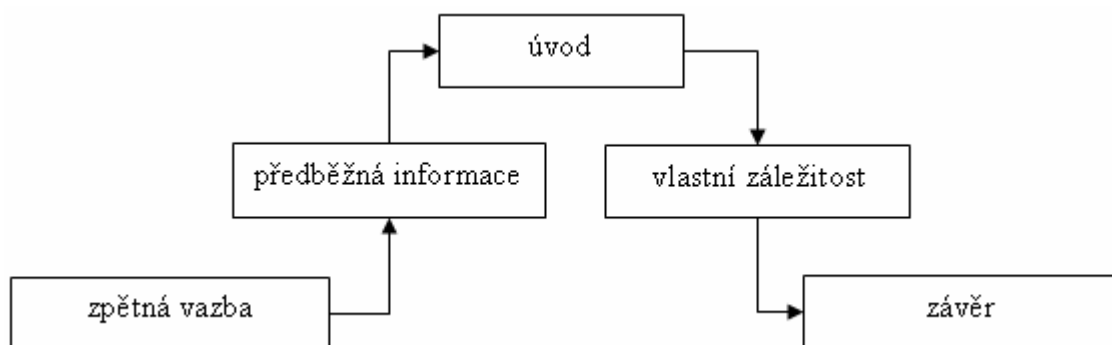 úvod
předběžná informace
vlastní záležitost
zpětná vazba
závěr